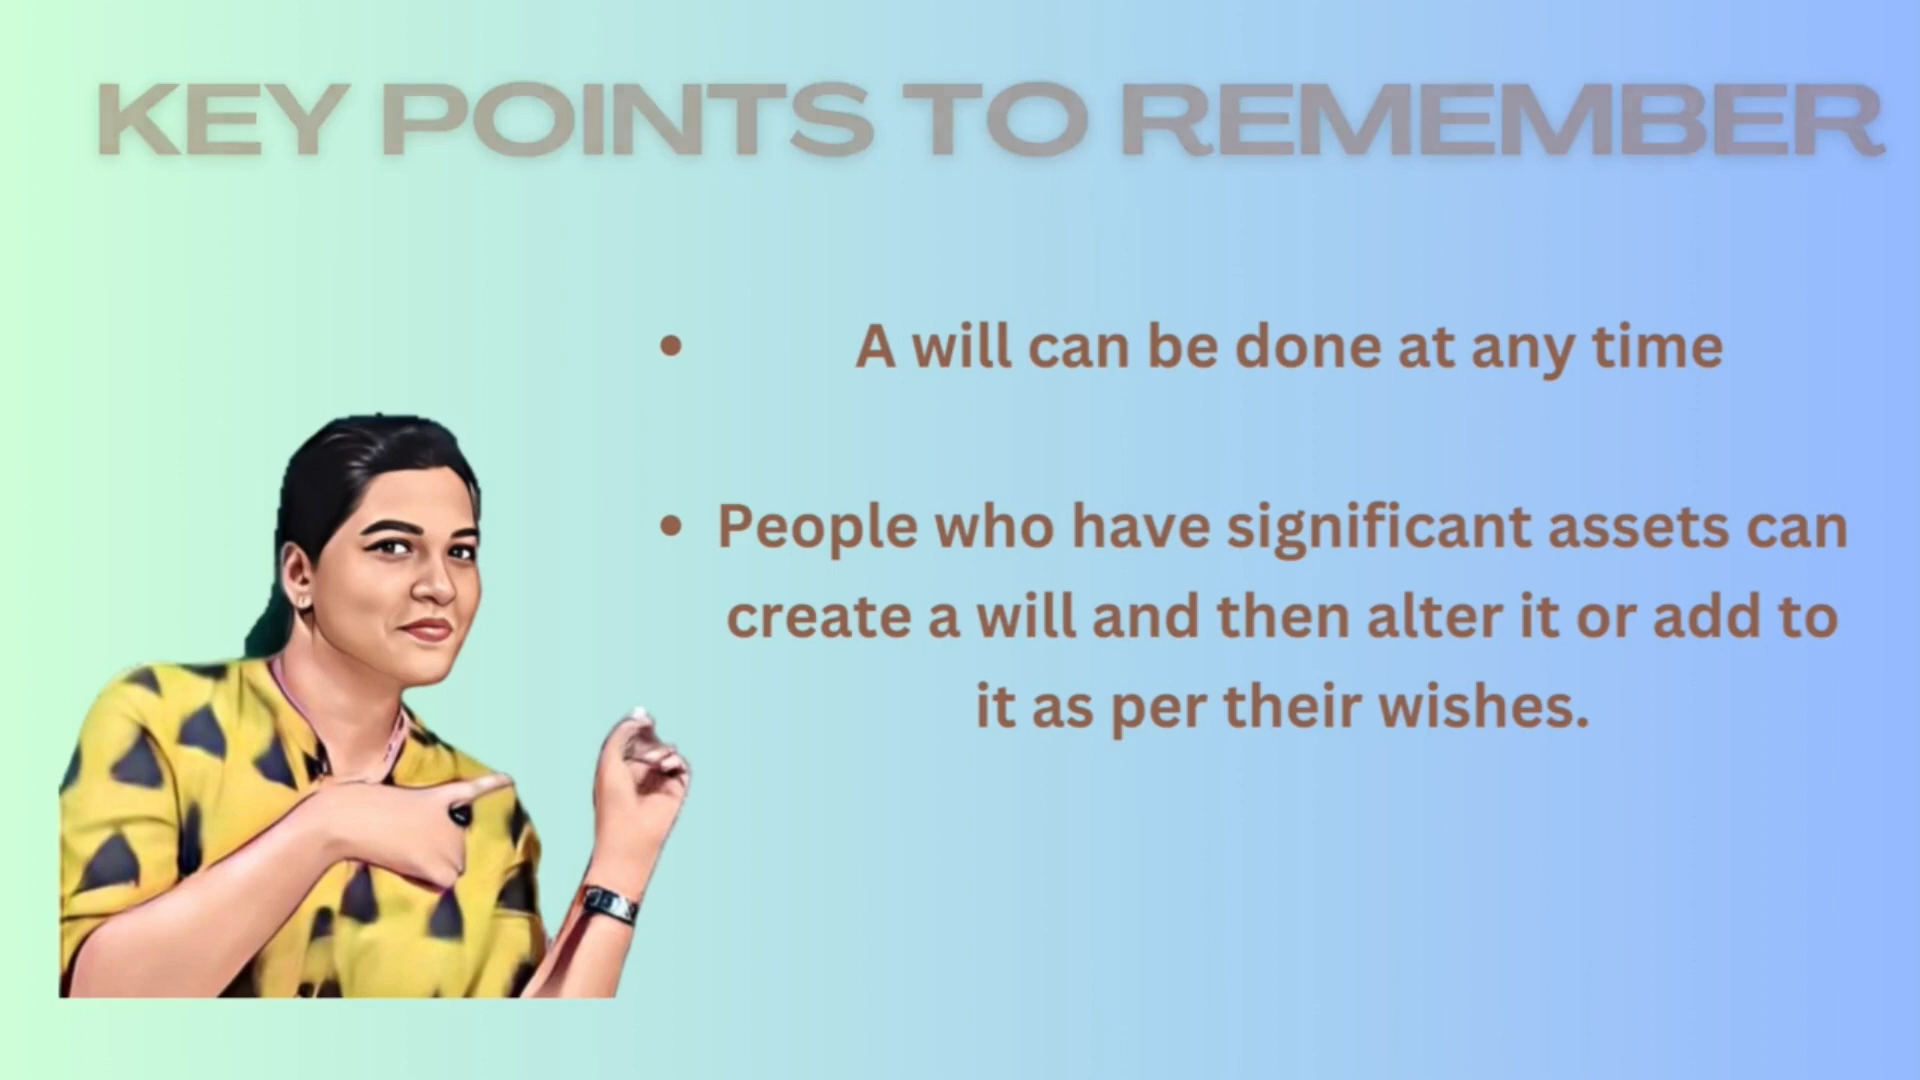 KEY POINTS TO REMEMBER
• A will can be done at any time
• People who have significant assets can
create a will and then alter it or add to
it as per their wishes.